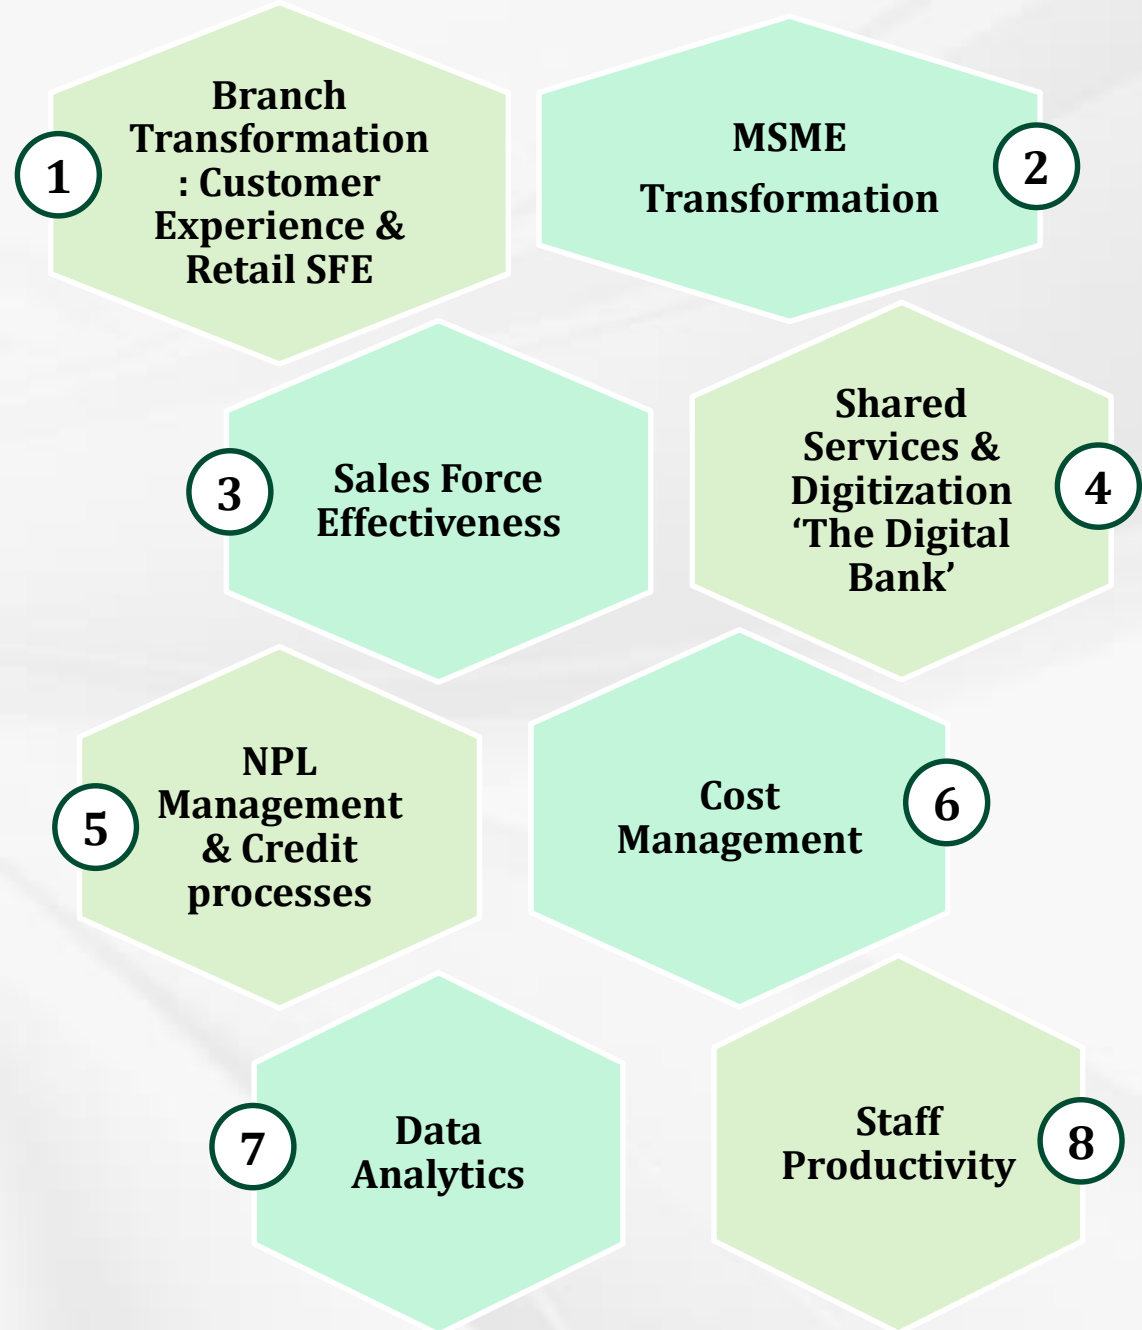 1
Branch
Transformation
: Customer
Experience &
Retail SFE
MSME
Transformation
2
3
Sales Force
Effectiveness
Shared
Services &
Digitization
‘The Digital
Bank’
4
5
NPL
Management
& Credit
processes
Cost
Management
6
7
Data
Analytics
Staff
Productivity
8